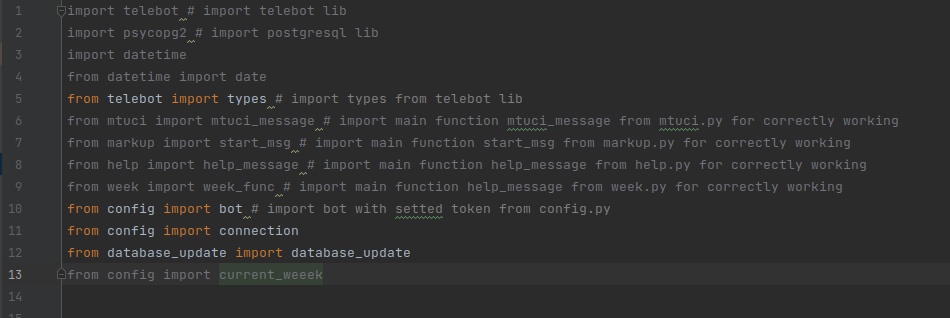 1 import telebot # import telebot lib
2 import psycopg2 # import postgresql lib
3 import datetime
4 from datetime import date
5 from telebot import types # import types from telebot lib
6 from mtuci import mtuci_message # import main function mtuci_message from mtuci.py for correctly working
7 from markup import start_msg # import main function start_msg from markup.py for correctly working
8 from help import help_message # import main function help_message from help.py for correctly working
9 from week import week_func # import main function help_message from week.py for correctly working
10 from config import bot # import bot with setted token from config.py
11 from config import connection
12 from database_update import database_update
13 from config import current_weeek
14
15